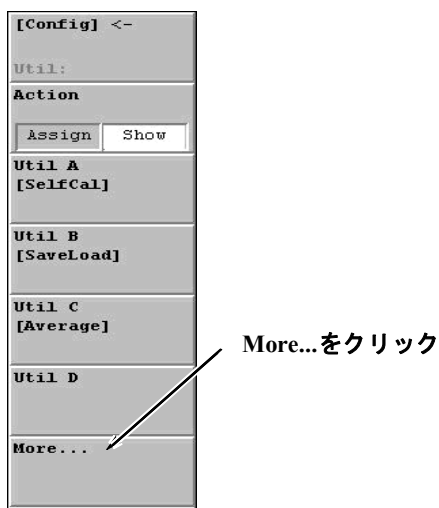 [Config] <-
Util:
Action
Assign Show
Util A
[SelfCal]
Util B
[SaveLoad]
Util C
[Average]
Util D
More...
More...をクリック